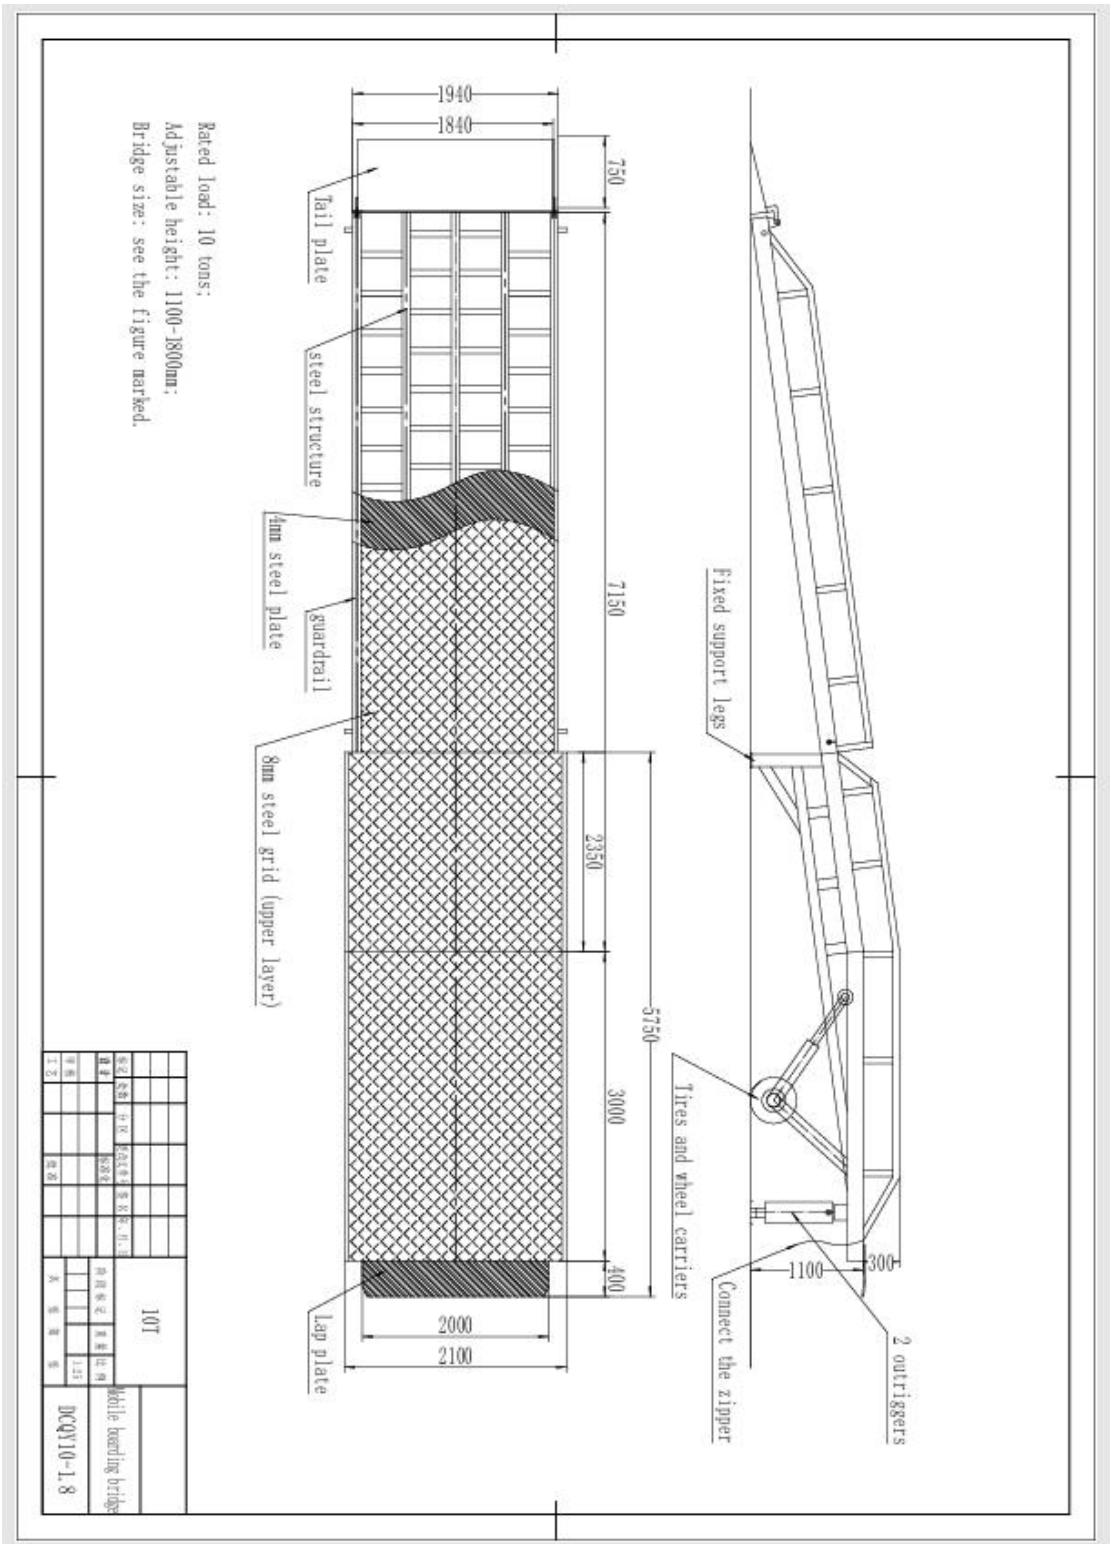 Rated load: 10 tons;
Adjustable height: 1100-1800mm;
Bridge size: see the figure marked.
1940
1840
750
7150
2350
5750
3000
400
2000
2100
1100
300
Tail plate
steel structure
4mm steel plate
guardrail
8mm steel grid (upper layer)
Lap plate
Fixed support legs
Tires and wheel carriers
Connect the zipper
2 outriggers
10T
1:25
Mobile boarding bridge
DCQY10-1.8